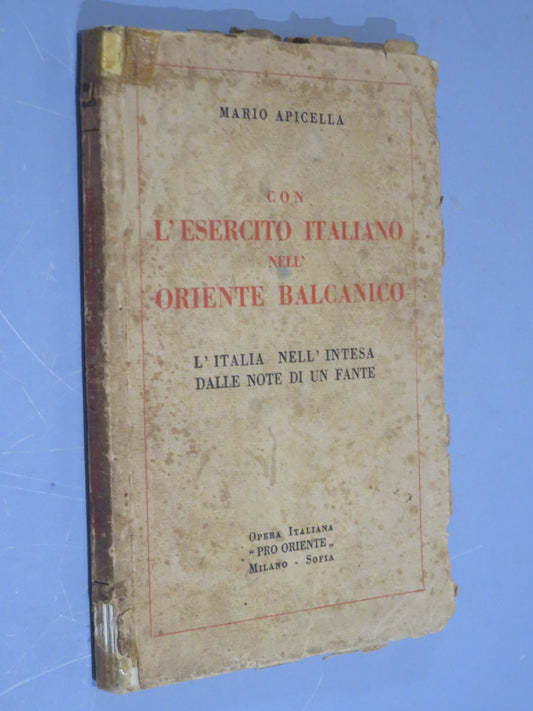 MARIO APICELLA
CON
L'ESERCITO ITALIANO
NELL'
ORIENTE BALCANICO
L'ITALIA NELL'INTESA
DALLE NOTE DI UN FANTE
OPERA ITALIANA
„PRO ORIENTE„
MILANO - SOFIA